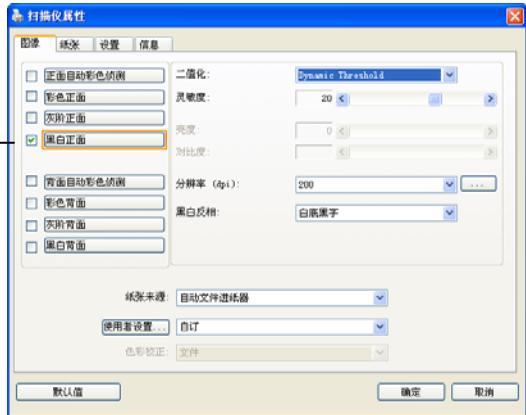 扫描仪属性
图像 纸张 设置 信息
正面自动彩色侦测
彩色正面
灰阶正面
黑白正面
背面自动彩色侦测
彩色背面
灰阶背面
黑白背面
二值化: Dynamic Threshold
灵敏度: 20
亮度: 0
对比度:
分辨率 (dpi): 200 ...
黑白反相: 白底黑字
纸张来源: 自动文件进纸器
使用者设置... 自订
色彩校正: 文件
默认值 确定 取消